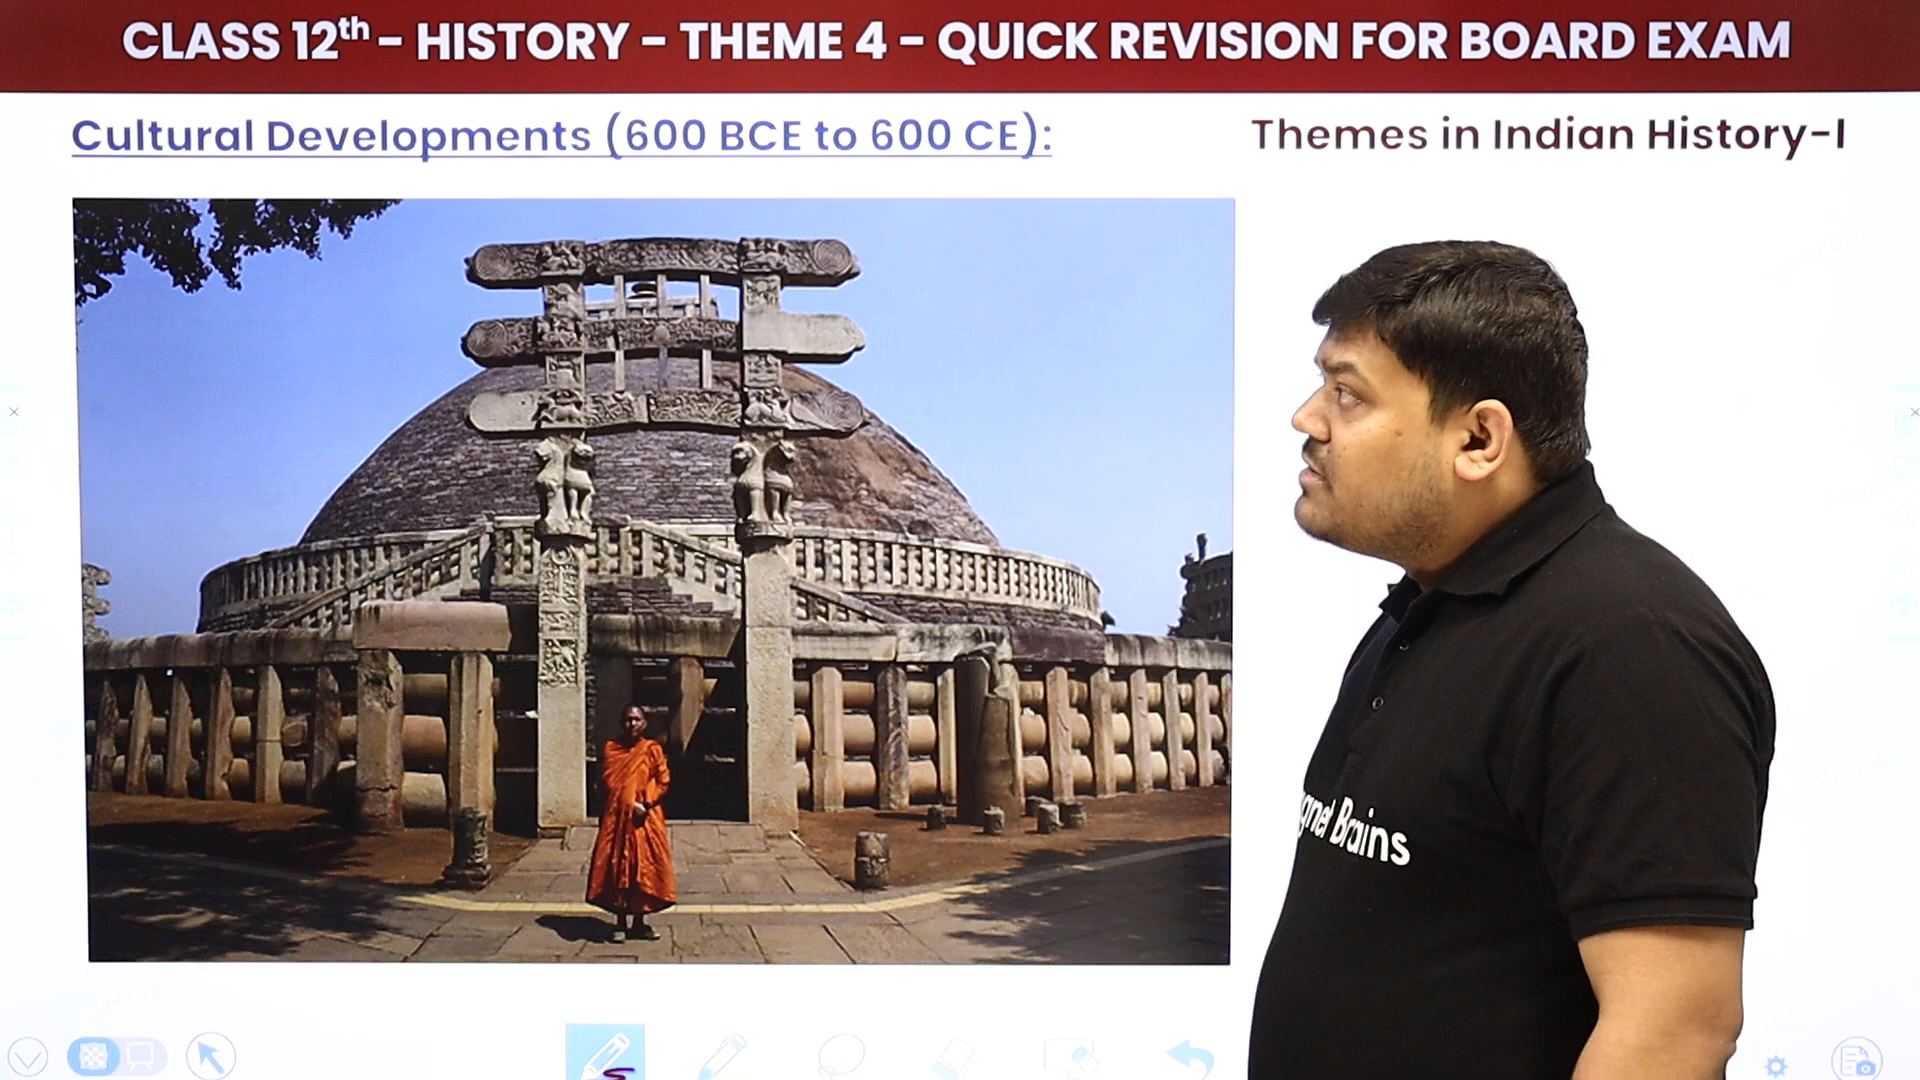 CLASS 12th - HISTORY - THEME 4 - QUICK REVISION FOR BOARD EXAM
Cultural Developments (600 BCE to 600 CE):
Themes in Indian History-I
gnet Brains